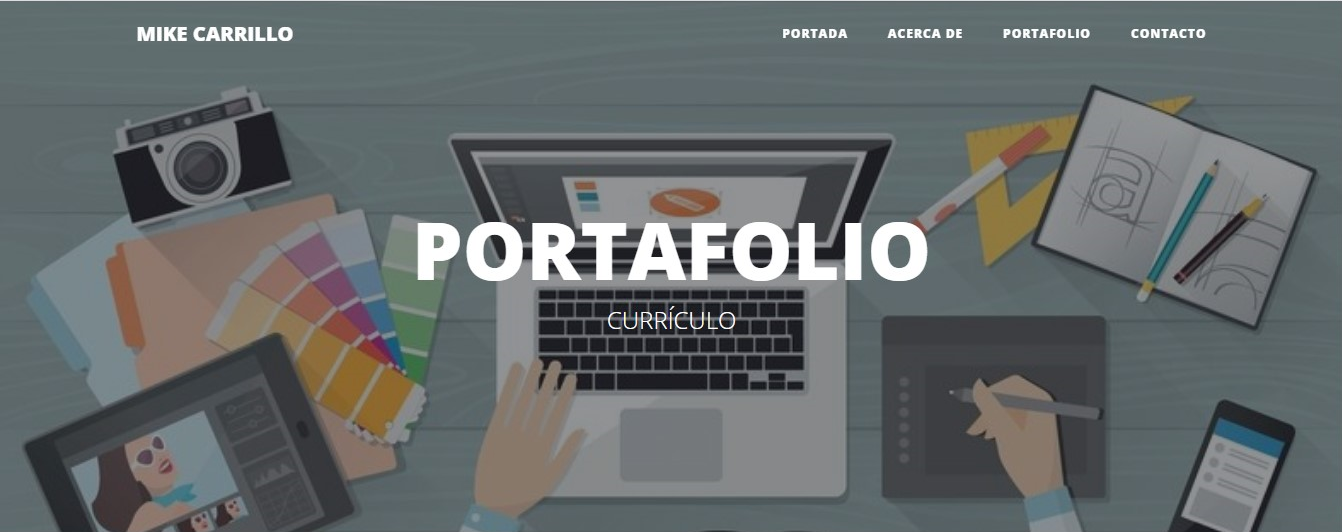 MIKE CARRILLO
PORTADA ACERCA DE PORTAFOLIO CONTACTO
PORTAFOLIO
CURRÍCULO